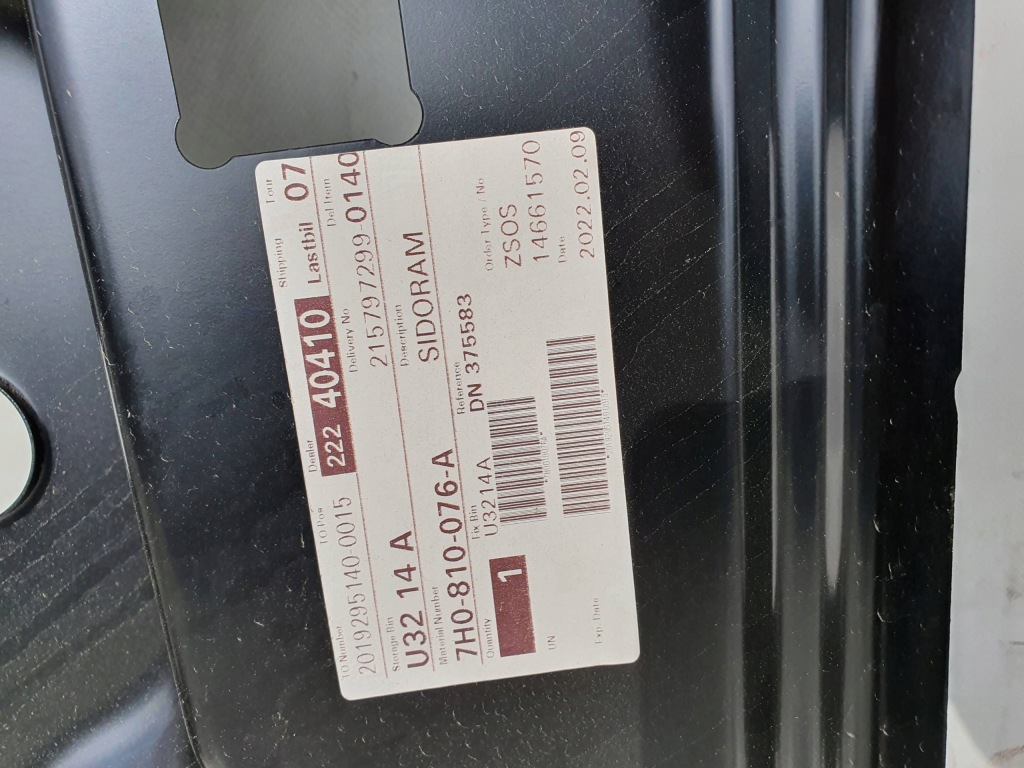 TO Number TO Pos Dealer Shipping Tour
2019295140-0015 222 40410 Lastbil 07
Storage Bin Delivery No Del Item
U32 14 A 215797299-0140
Material Number Description
7H0-810-076-A SIDORAM
Quantity Fix Bin Reference Order Type / No
1 U3214A DN 375583 ZSOS
14661570
UN Date
2022.02.09
Exp. Date